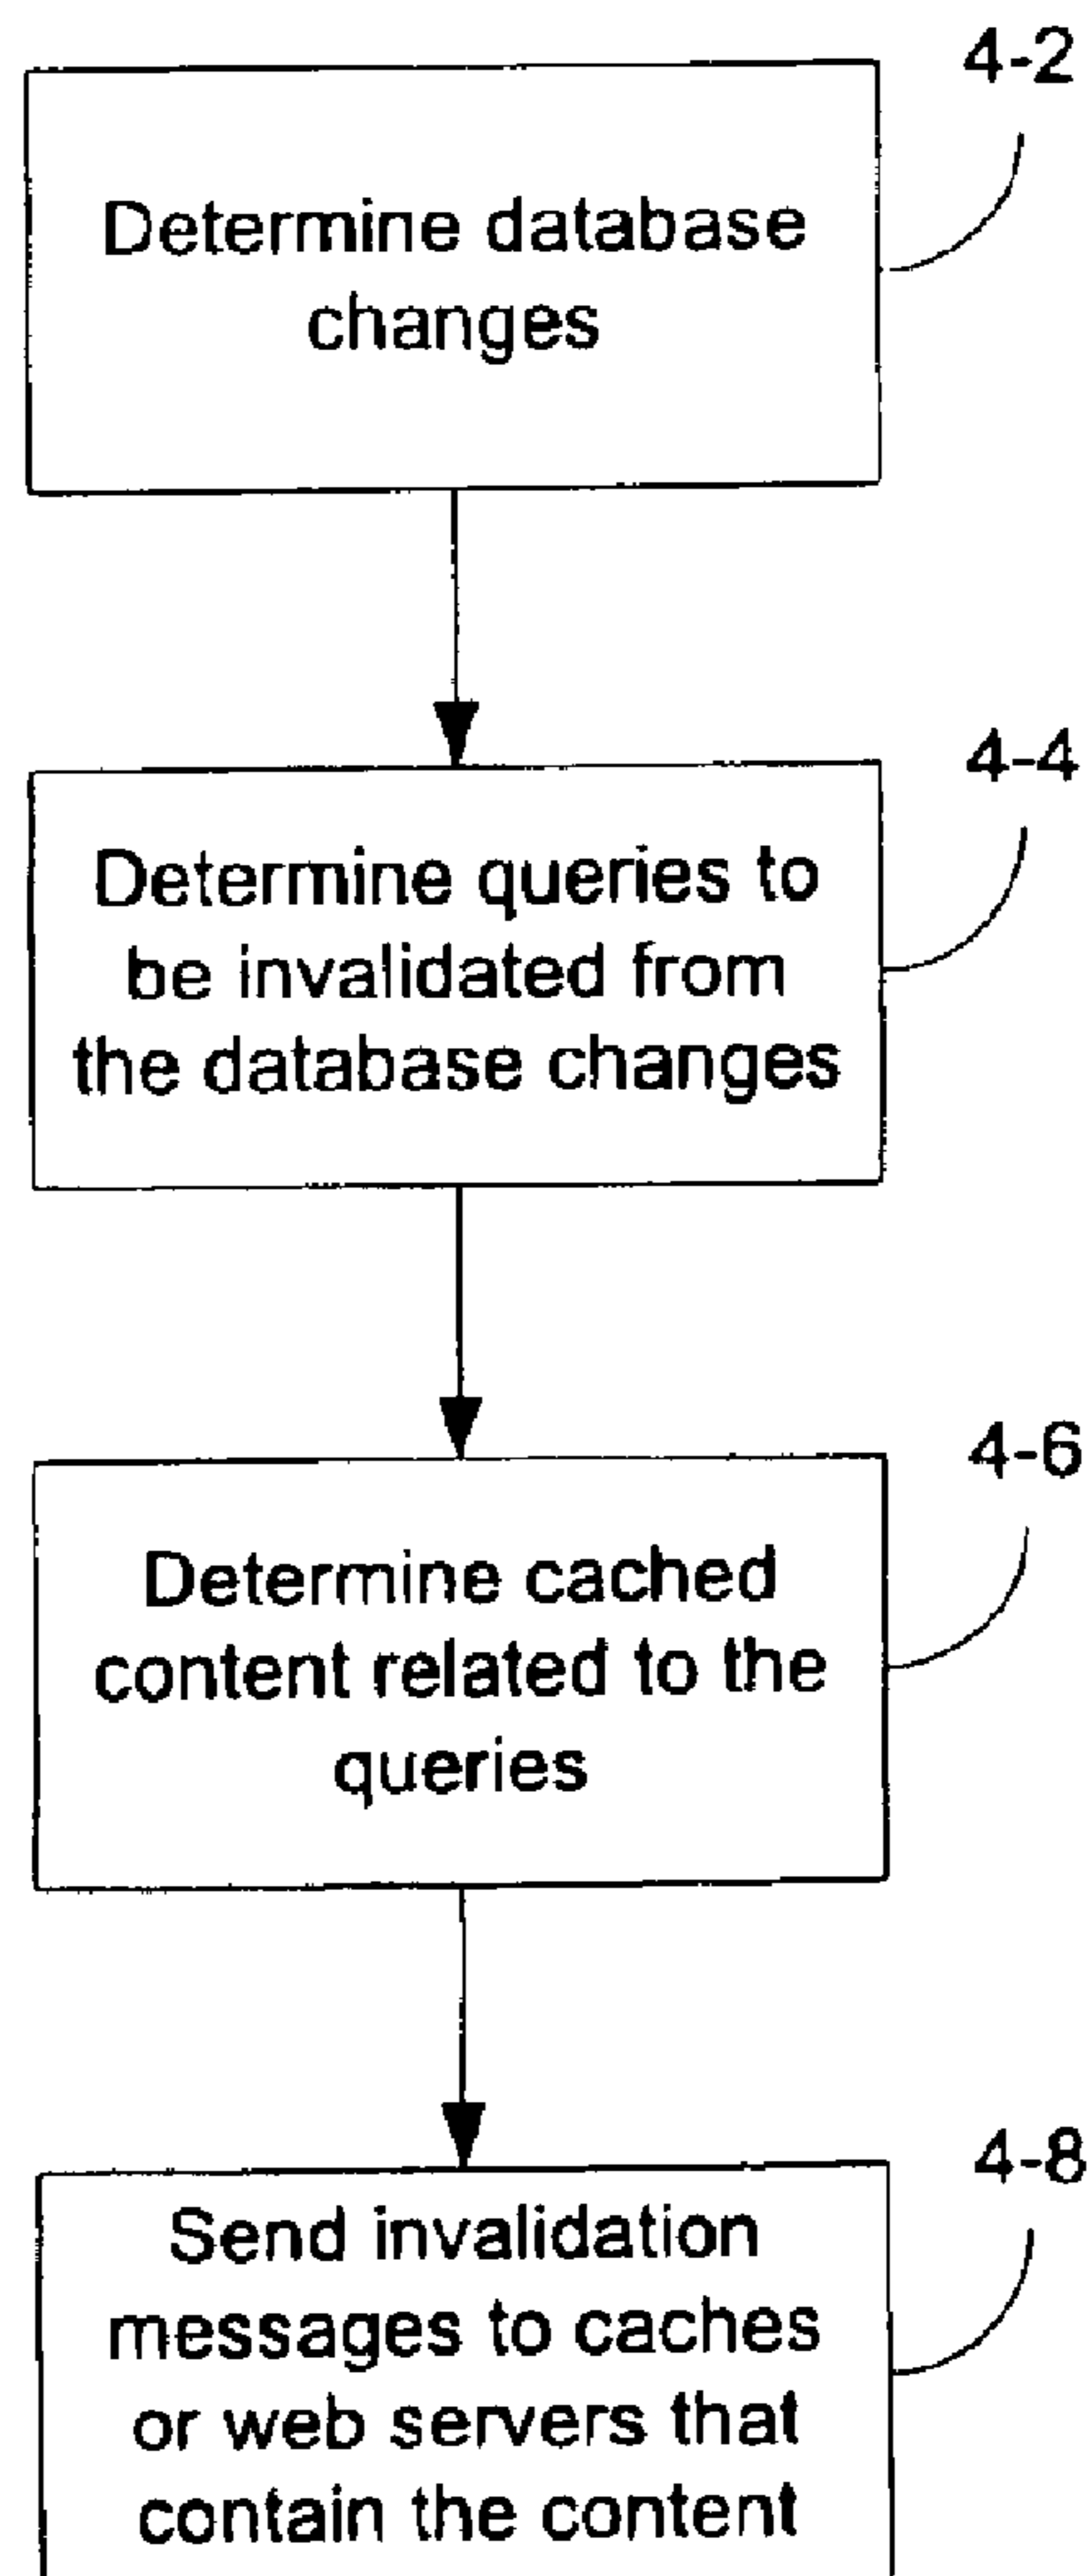 4-2
Determine database
changes
4-4
Determine queries to
be invalidated from
the database changes
4-6
Determine cached
content related to the
queries
4-8
Send invalidation
messages to caches
or web servers that
contain the content